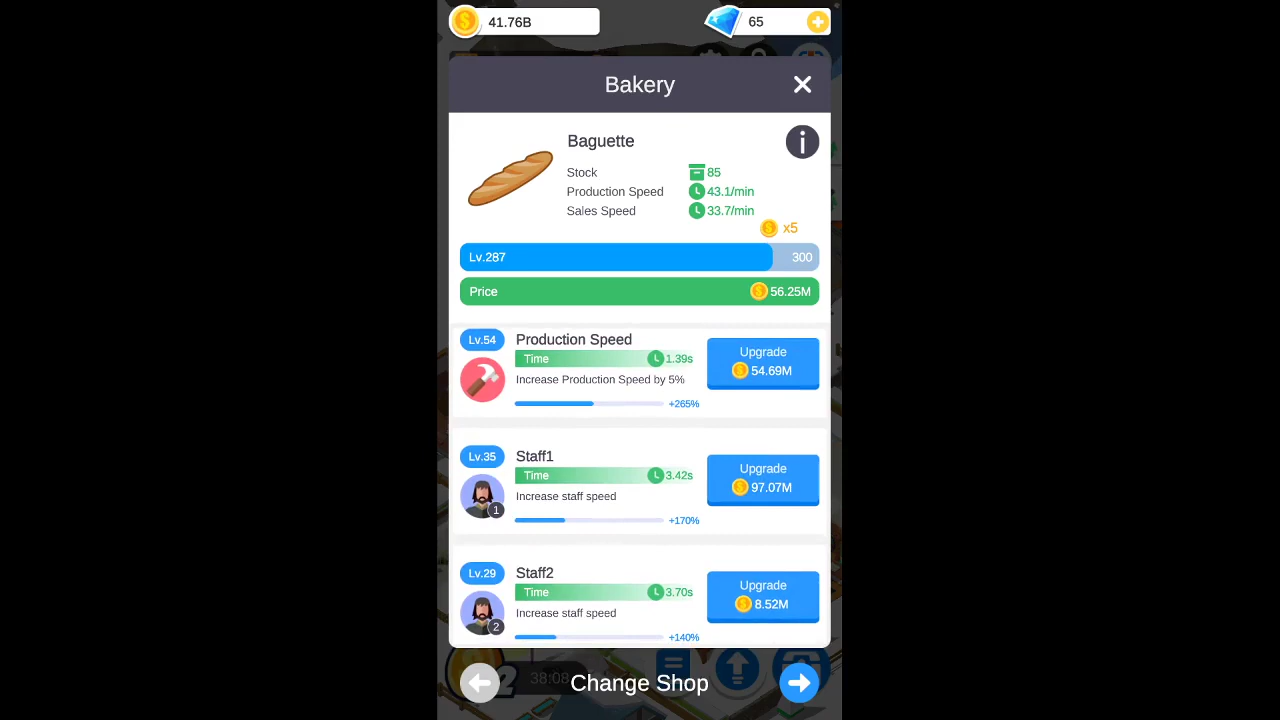 41.76B
65
Bakery
Baguette
Stock 85
Production Speed 43.1/min
Sales Speed 33.7/min
x5
Lv.287 300
Price 56.25M
Lv.54 Production Speed
Time 1.39s
Increase Production Speed by 5%
+265%
Upgrade
54.69M
Lv.35 Staff1
Time 3.42s
Increase staff speed
1
+170%
Upgrade
97.07M
Lv.29 Staff2
Time 3.70s
Increase staff speed
2
+140%
Upgrade
8.52M
Change Shop